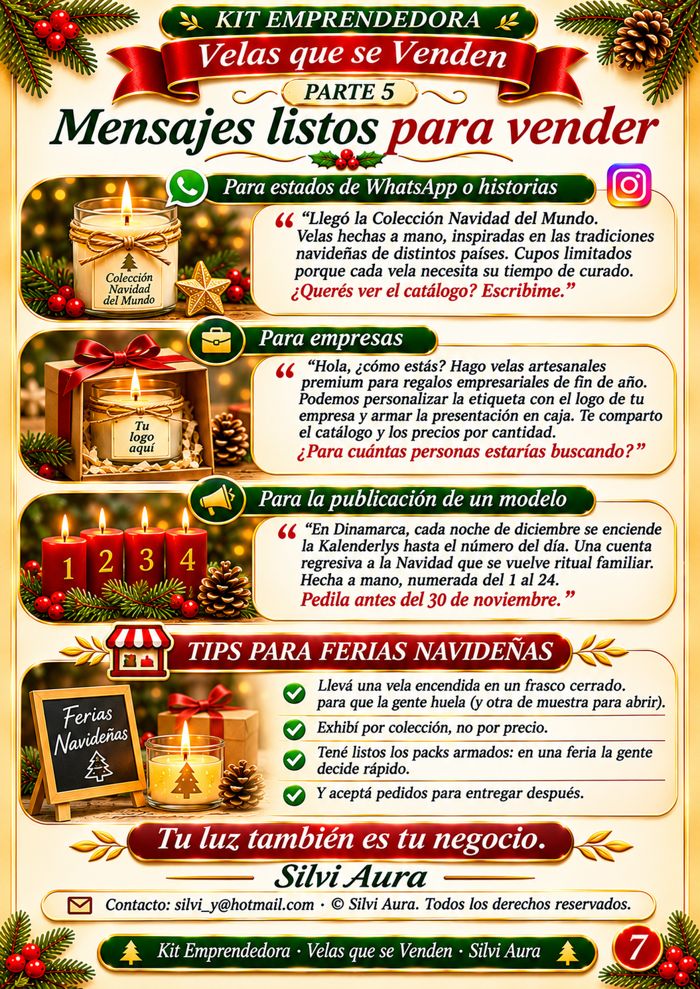 KIT EMPRENDEDORA
Velas que se Venden
PARTE 5
Mensajes listos para vender
Para estados de WhatsApp o historias
Colección
Navidad
del Mundo
“ “Llegó la Colección Navidad del Mundo.
Velas hechas a mano, inspiradas en las tradiciones
navideñas de distintos países. Cupos limitados
porque cada vela necesita su tiempo de curado.
¿Querés ver el catálogo? Escribime.”
Para empresas
Tu
logo
aquí
“ “Hola, ¿cómo estás? Hago velas artesanales
premium para regalos empresariales de fin de año.
Podemos personalizar la etiqueta con el logo de tu
empresa y armar la presentación en caja. Te comparto
el catálogo y los precios por cantidad.
¿Para cuántas personas estarías buscando?”
Para la publicación de un modelo
1 2 3 4
“ “En Dinamarca, cada noche de diciembre se enciende
la Kalenderlys hasta el número del día. Una cuenta
regresiva a la Navidad que se vuelve ritual familiar.
Hecha a mano, numerada del 1 al 24.
Pedila antes del 30 de noviembre.”
TIPS PARA FERIAS NAVIDEÑAS
Ferias
Navideñas
Llevá una vela encendida en un frasco cerrado.
para que la gente huela (y otra de muestra para abrir).
Exhibí por colección, no por precio.
Tené listos los packs armados: en una feria la gente
decide rápido.
Y aceptá pedidos para entregar después.
Tu luz también es tu negocio.
Silvi Aura
Contacto: silvi_y@hotmail.com · © Silvi Aura. Todos los derechos reservados.
Kit Emprendedora · Velas que se Venden · Silvi Aura
7